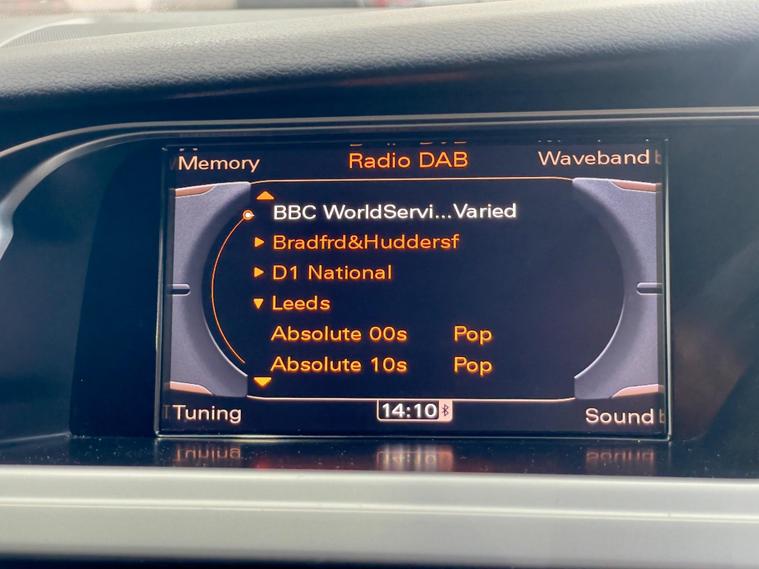 Memory Radio DAB Waveband
BBC WorldServi...Varied
Bradfrd&Huddersf
D1 National
Leeds
Absolute 00s Pop
Absolute 10s Pop
Tuning 14:10 Sound